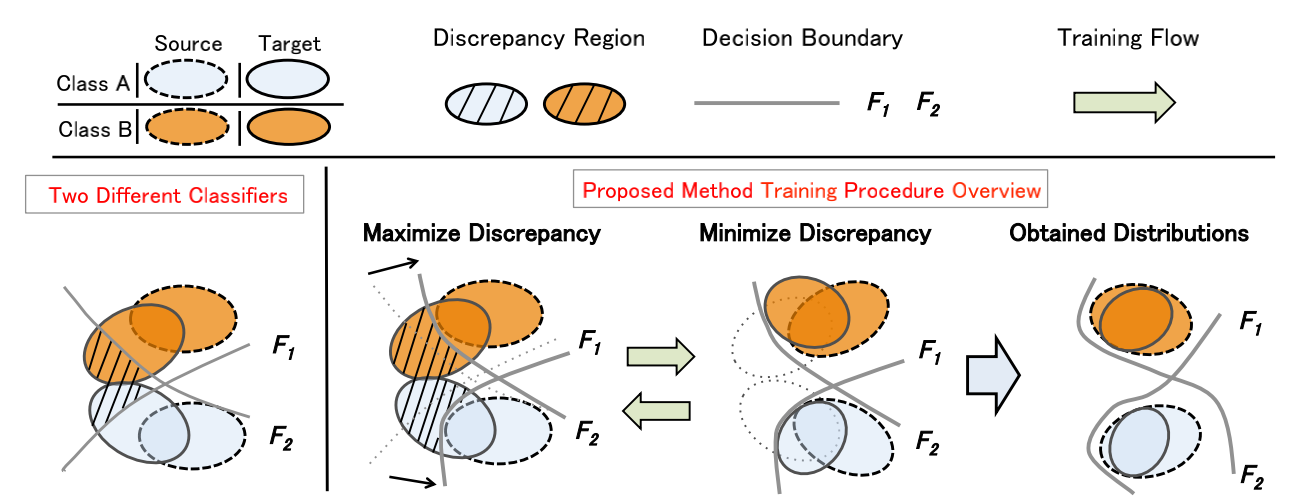 Source Target
Class A
Class B
Discrepancy Region
Decision Boundary
F1 F2
Training Flow
Two Different Classifiers
Proposed Method Training Procedure Overview
Maximize Discrepancy
Minimize Discrepancy
Obtained Distributions
F1
F2
F1
F2
F1
F2
F1
F2